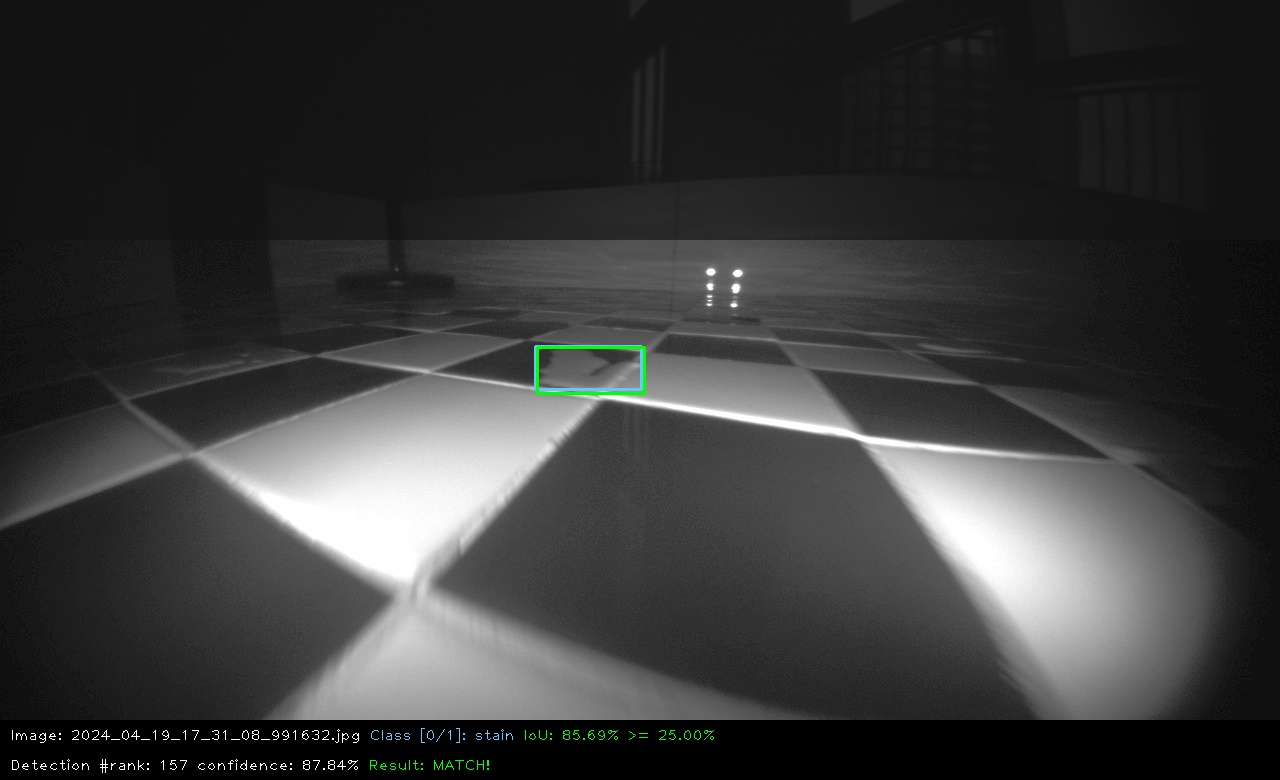 Image: 2024_04_19_17_31_08_991632.jpg Class [0/1]: stain IoU: 85.69% >= 25.00%
Detection #rank: 157 confidence: 87.84% Result: MATCH!